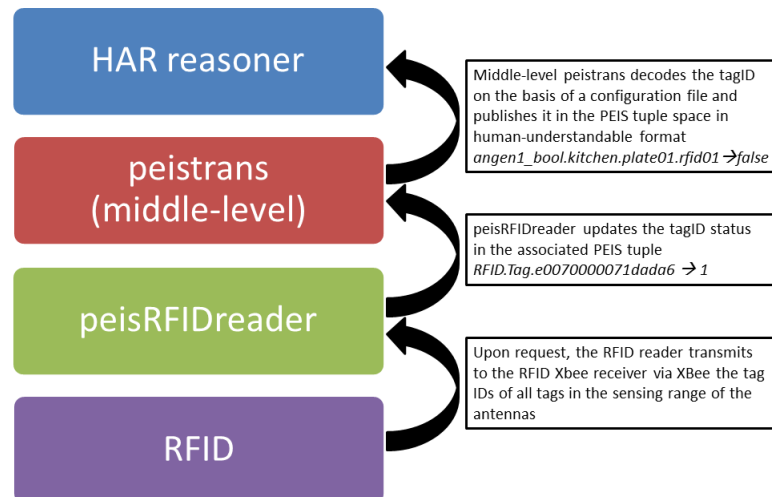 HAR reasoner
Middle-level peistrans decodes the tagID
on the basis of a configuration file and
publishes it in the PEIS tuple space in
human-understandable format
angen1_bool.kitchen.plate01.rfid01→false
peistrans
(middle-level)
peisRFIDreader updates the tagID status
in the associated PEIS tuple
RFID.Tag.e0070000071dada6 → 1
peisRFIDreader
Upon request, the RFID reader transmits
to the RFID Xbee receiver via XBee the tag
IDs of all tags in the sensing range of the
antennas
RFID